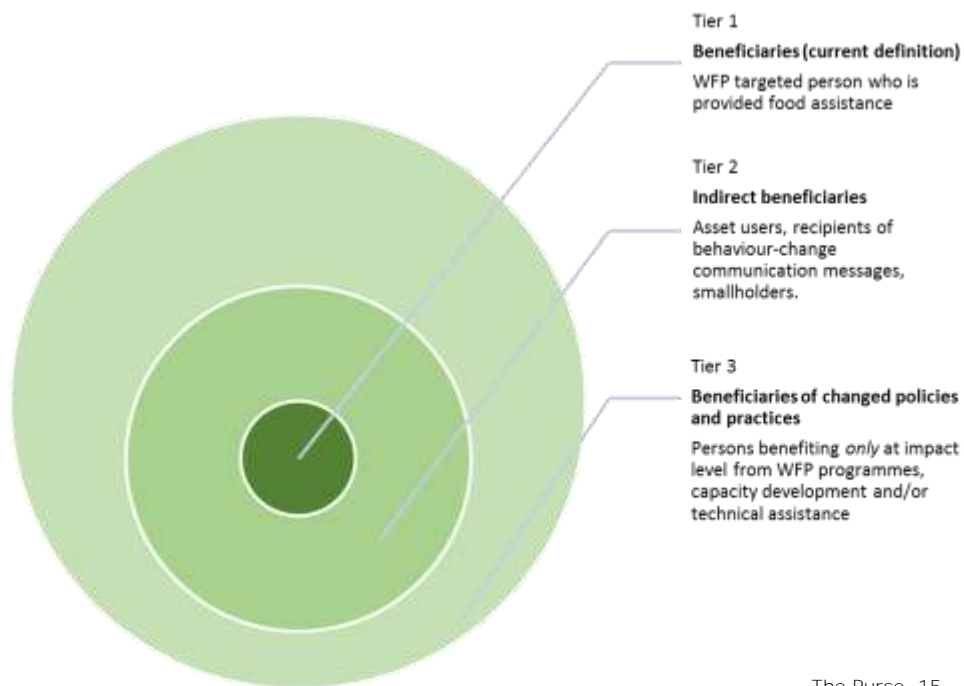 Tier 1
Beneficiaries (current definition)
WFP targeted person who is
provided food assistance
Tier 2
Indirect beneficiaries
Asset users, recipients of
behaviour-change
communication messages,
smallholders.
Tier 3
Beneficiaries of changed policies
and practices
Persons benefiting only at impact
level from WFP programmes,
capacity development and/or
technical assistance